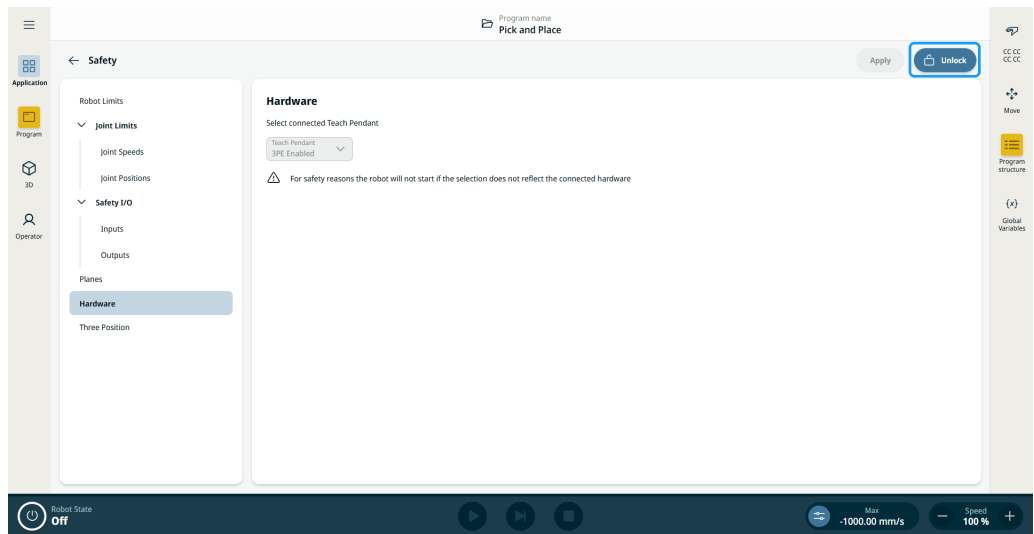 Program name
Pick and Place
Safety
Apply
Unlock
Application
Program
3D
Operator
Robot Limits
Joint Limits
Joint Speeds
Joint Positions
Safety I/O
Inputs
Outputs
Planes
Hardware
Three Position
Hardware
Select connected Teach Pendant
Teach Pendant
3PE Enabled
For safety reasons the robot will not start if the selection does not reflect the connected hardware
CC CC
CC CC
Move
Program
structure
{x}
Global
Variables
Robot State
Off
Max
-1000.00 mm/s
Speed
100 %